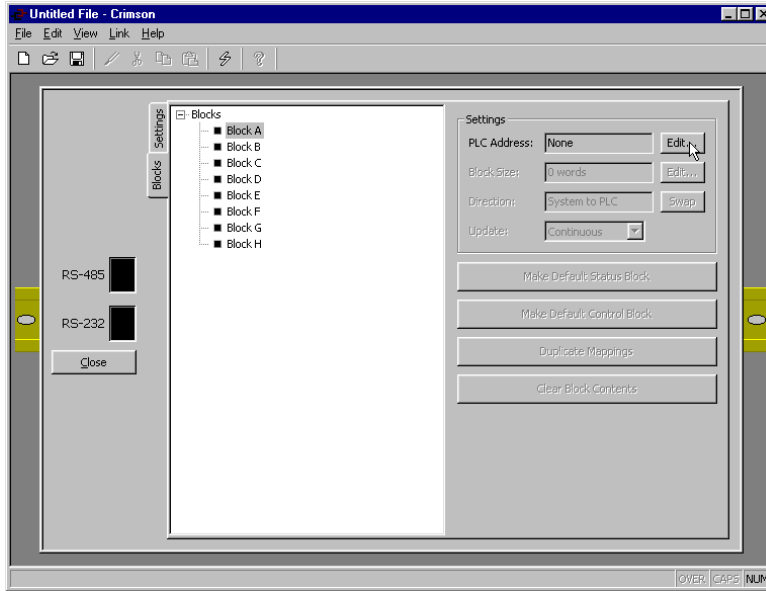 Untitled File - Crimson
File Edit View Link Help
Settings
Blocks
Blocks
Block A
Block B
Block C
Block D
Block E
Block F
Block G
Block H
RS-485
RS-232
Close
Settings
PLC Address: None Edit...
Block Size: 0 words Edit...
Direction: System to PLC Swap
Update: Continuous
Make Default Status Block
Make Default Control Block
Duplicate Mappings
Clear Block Contents
OVER CAPS NUM